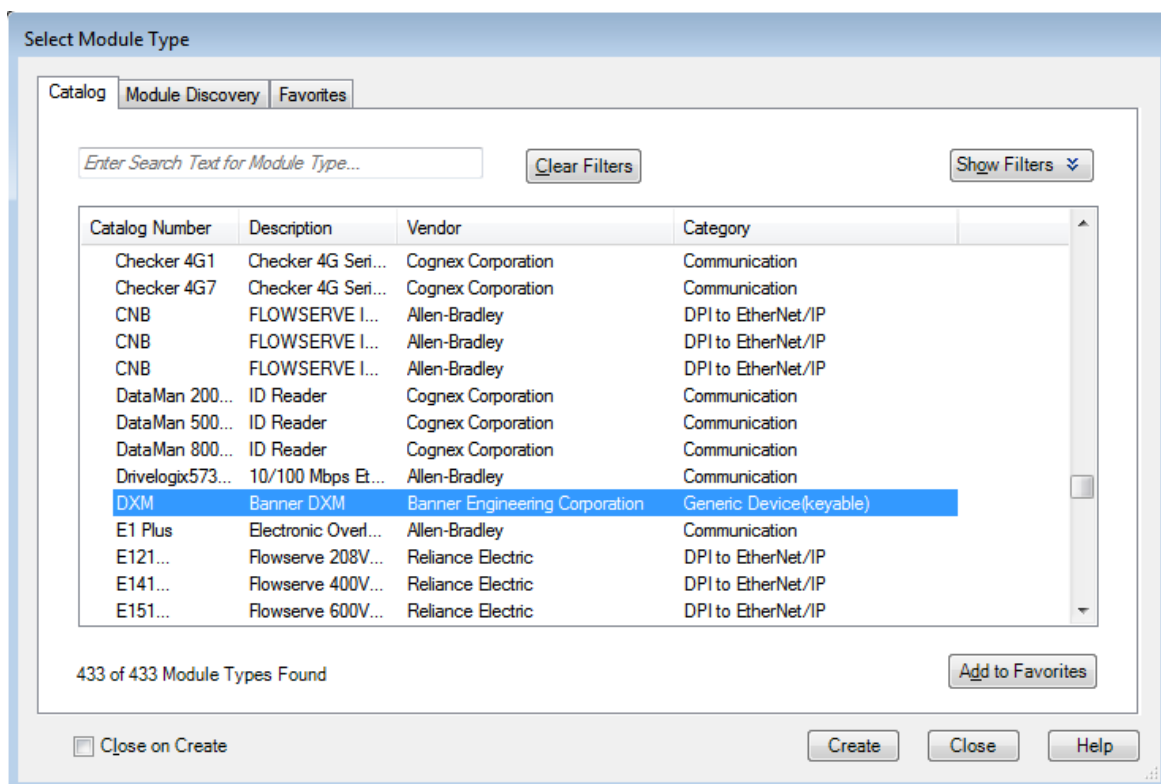 Select Module Type
Catalog Module Discovery Favorites
Enter Search Text for Module Type... Clear Filters Show Filters
Catalog Number Description Vendor Category
Checker 4G1 Checker 4G Seri... Cognex Corporation Communication
Checker 4G7 Checker 4G Seri... Cognex Corporation Communication
CNB FLOWSERVE I... Allen-Bradley DPI to EtherNet/IP
CNB FLOWSERVE I... Allen-Bradley DPI to EtherNet/IP
CNB FLOWSERVE I... Allen-Bradley DPI to EtherNet/IP
DataMan 200... ID Reader Cognex Corporation Communication
DataMan 500... ID Reader Cognex Corporation Communication
DataMan 800... ID Reader Cognex Corporation Communication
Drivelogix573... 10/100 Mbps Et... Allen-Bradley Communication
DXM Banner DXM Banner Engineering Corporation Generic Device(keyable)
E1 Plus Electronic Overl... Allen-Bradley Communication
E121... Flowserve 208V... Reliance Electric DPI to EtherNet/IP
E141... Flowserve 400V... Reliance Electric DPI to EtherNet/IP
E151... Flowserve 600V... Reliance Electric DPI to EtherNet/IP
433 of 433 Module Types Found Add to Favorites
Close on Create Create Close Help